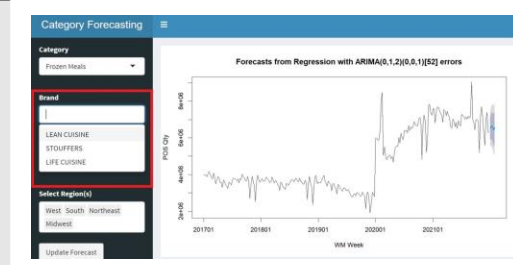 Category Forecasting
Category
Frozen Meals
Brand
LEAN CUISINE
STOUFFERS
LIFE CUISINE
Select Region(s)
West South Northeast
Midwest
Update Forecast
Forecasts from Regression with ARIMA(0,1,2)(0,0,1)[52] errors
POS Qty
8e+06
6e+06
4e+06
2e+06
201701 201801 201901 202001 202101
WM Week